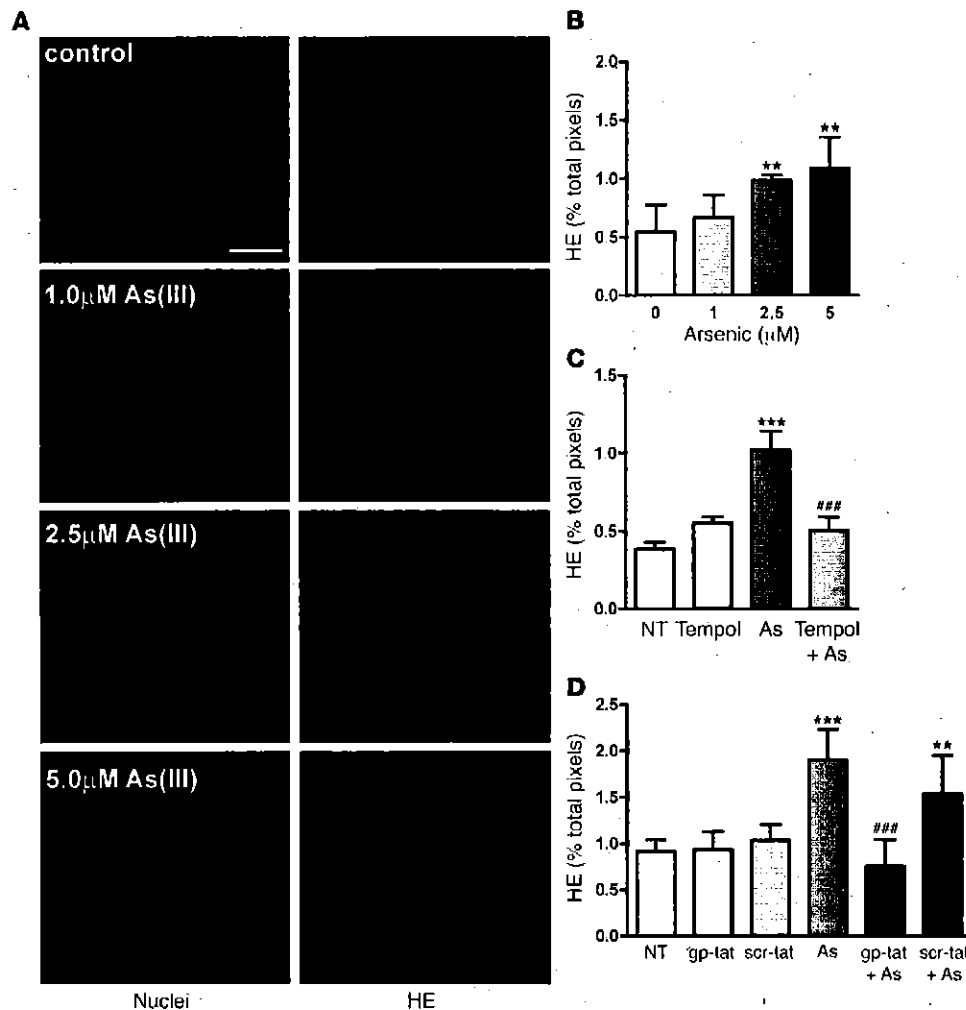 A
control
1.0μM As(III)
2.5μM As(III)
5.0μM As(III)
Nuclei
HE
B
HE (% total pixels)
2.0
1.5
1.0
0.5
0.0
**
**
0
1
2.5
5
Arsenic (μM)
C
HE (% total pixels)
1.5
1.0
0.5
0.0
***
###
NT
Tempol
As
Tempol
+ As
D
HE (% total pixels)
2.5
2.0
1.5
1.0
0.5
0.0
***
###
**
NT
gp-tat
scr-tat
As
gp-tat
+ As
scr-tat
+ As